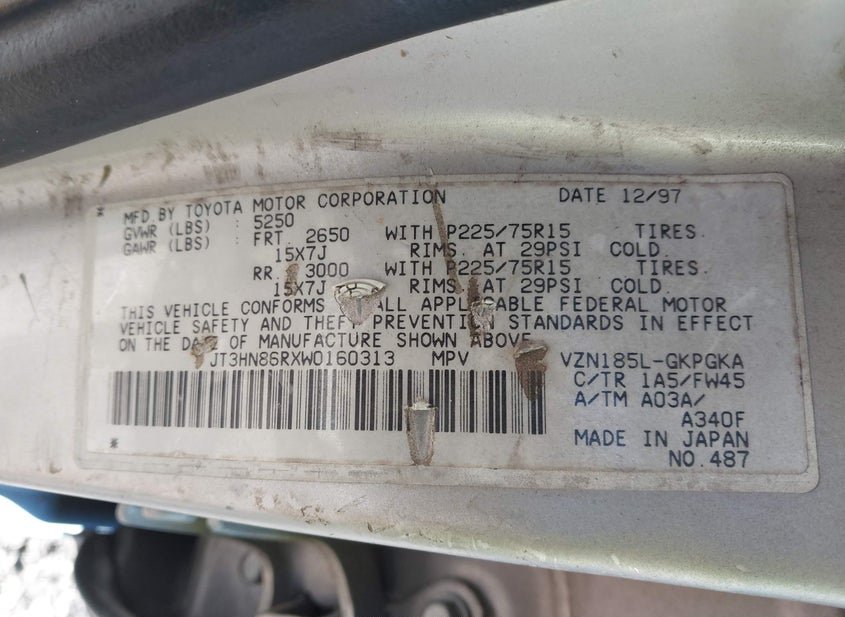 MFD BY TOYOTA MOTOR CORPORATION DATE 12/97
GVWR (LBS) : 5250
GAWR (LBS) : FRT. 2650 WITH P225/75R15 TIRES.
15X7J RIMS. AT 29PSI COLD.
RR. 3000 WITH P225/75R15 TIRES.
15X7J RIMS. AT 29PSI COLD.
THIS VEHICLE CONFORMS ALL APPLICABLE FEDERAL MOTOR
VEHICLE SAFETY AND THEFT PREVENTION STANDARDS IN EFFECT
ON THE DATE OF MANUFACTURE SHOWN ABOVE.
JT3HN86RXW0160313 MPV VZN185L-GKPGKA
C/TR 1A5/FW45
A/TM A03A/
A340F
MADE IN JAPAN
NO.487